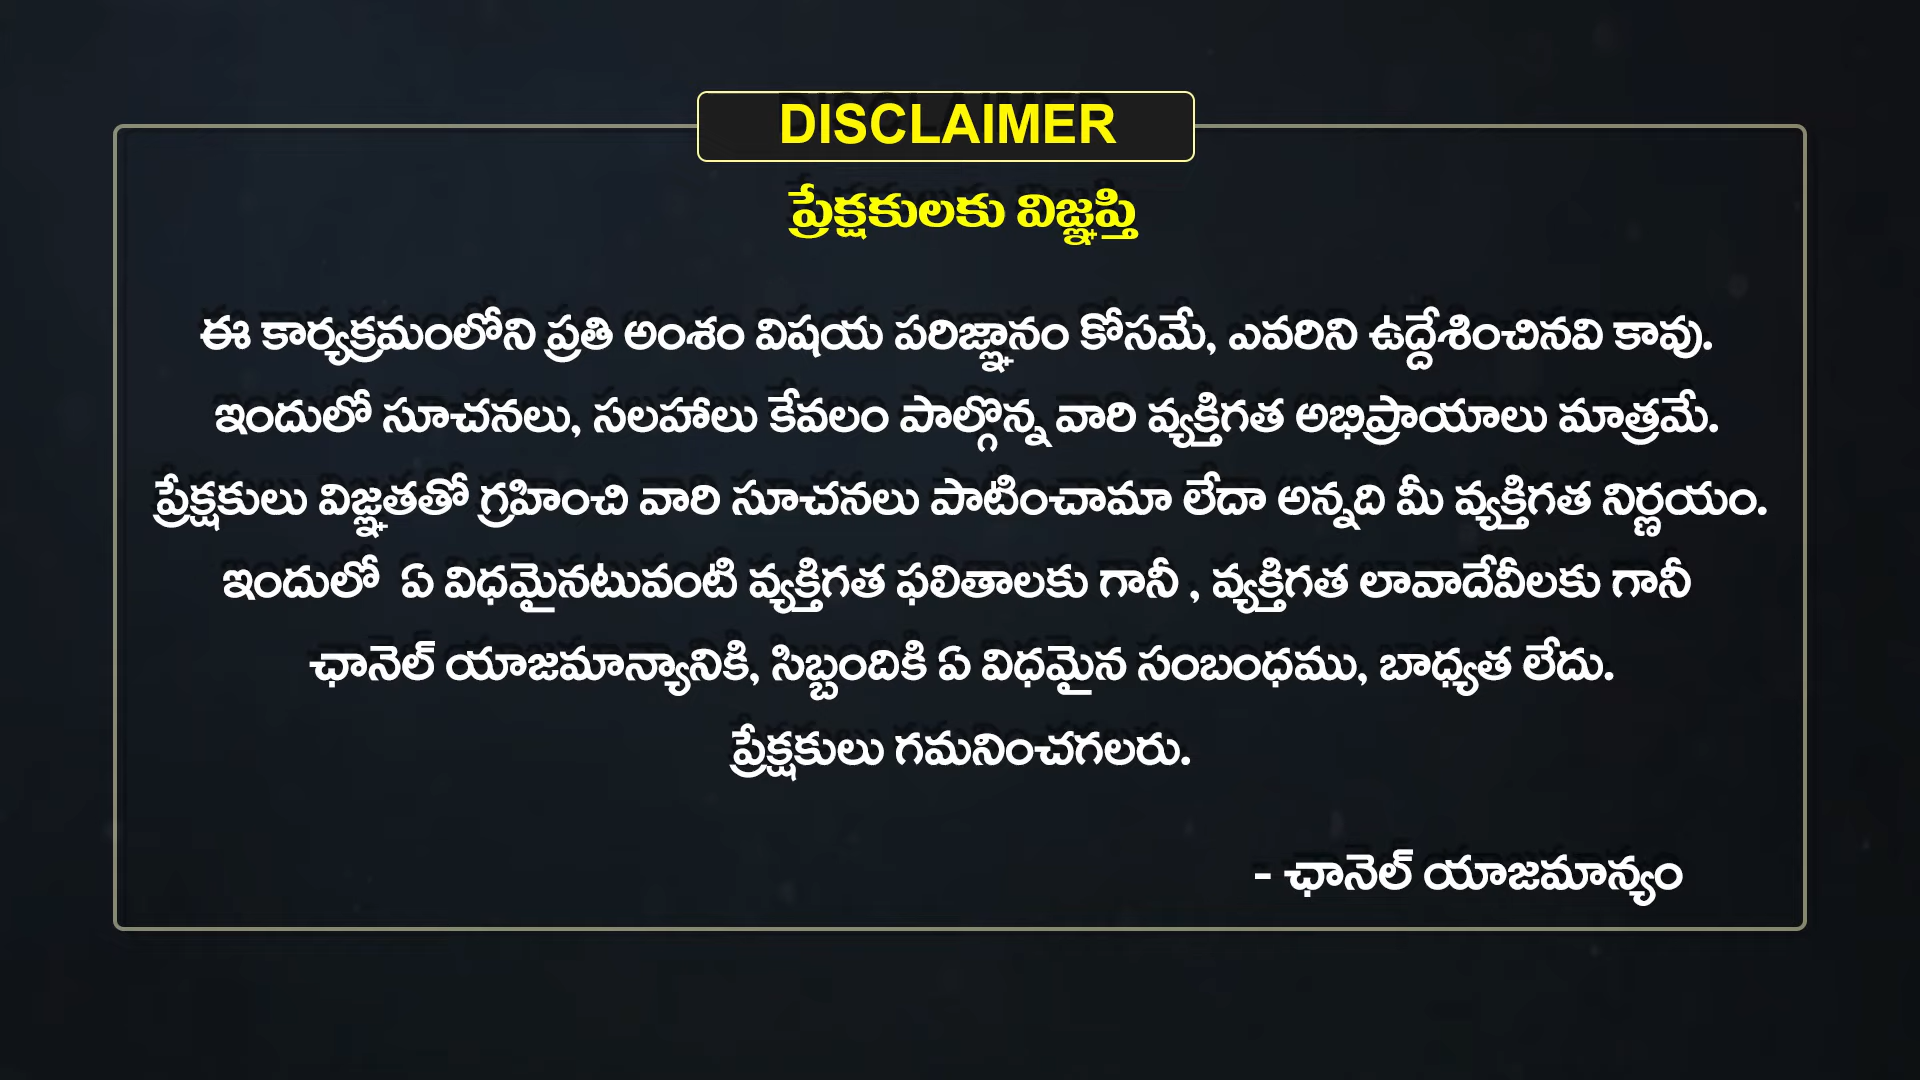 DISCLAIMER
ప్రేక్షకులకు విజ్ఞప్తి
ఈ కార్యక్రమంలోని ప్రతి అంశం విషయ పరిజ్ఞానం కోసమే, ఎవరిని ఉద్దేశించినవి కావు.
ఇందులో సూచనలు, సలహాలు కేవలం పాల్గొన్న వారి వ్యక్తిగత అభిప్రాయాలు మాత్రమే.
ప్రేక్షకులు విజ్ఞతతో గ్రహించి వారి సూచనలు పాటించామా లేదా అన్నది మీ వ్యక్తిగత నిర్ణయం.
ఇందులో ఏ విధమైనటువంటి వ్యక్తిగత ఫలితాలకు గానీ , వ్యక్తిగత లావాదేవీలకు గానీ
ఛానెల్ యాజమాన్యానికి, సిబ్బందికి ఏ విధమైన సంబంధము, బాధ్యత లేదు.
ప్రేక్షకులు గమనించగలరు.
- ఛానెల్ యాజమాన్యం